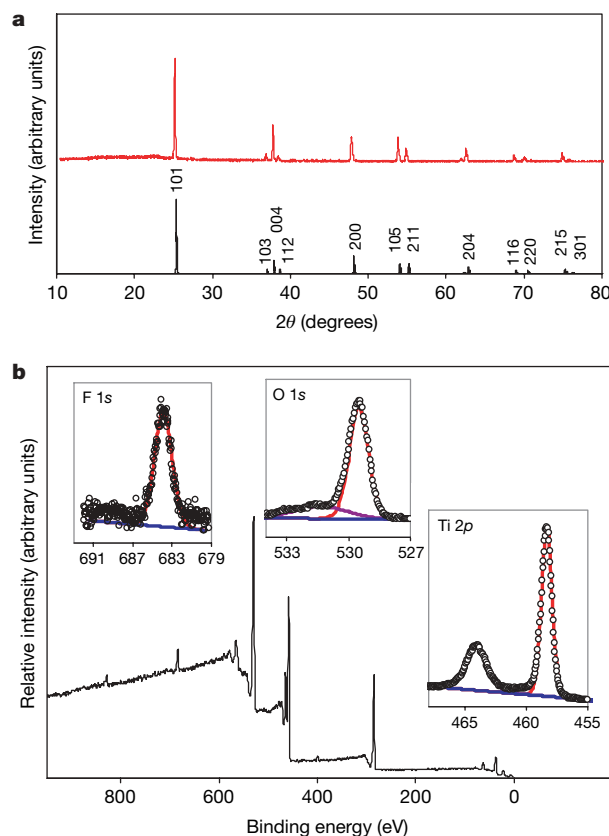 a
Intensity (arbitrary units)
101
103
004
112
200
105
211
204
116
220
215
301
10 20 30 40 50 60 70 80
2θ (degrees)
b
Relative intensity (arbitrary units)
F 1s
691 687 683 679
O 1s
533 530 527
Ti 2p
465 460 455
800 600 400 200 0
Binding energy (eV)